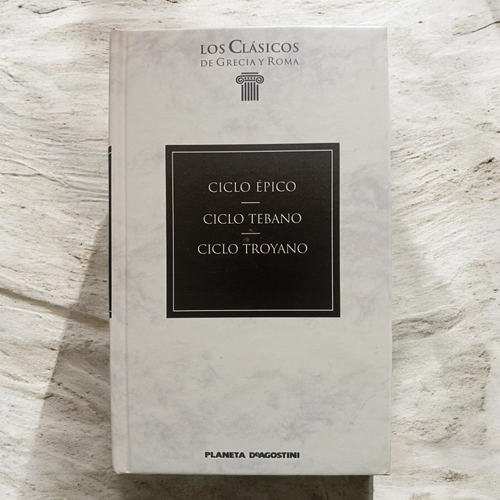 LOS CLÁSICOS
DE GRECIA Y ROMA
CICLO ÉPICO
CICLO TEBANO
CICLO TROYANO
PLANETA DEAGOSTINI